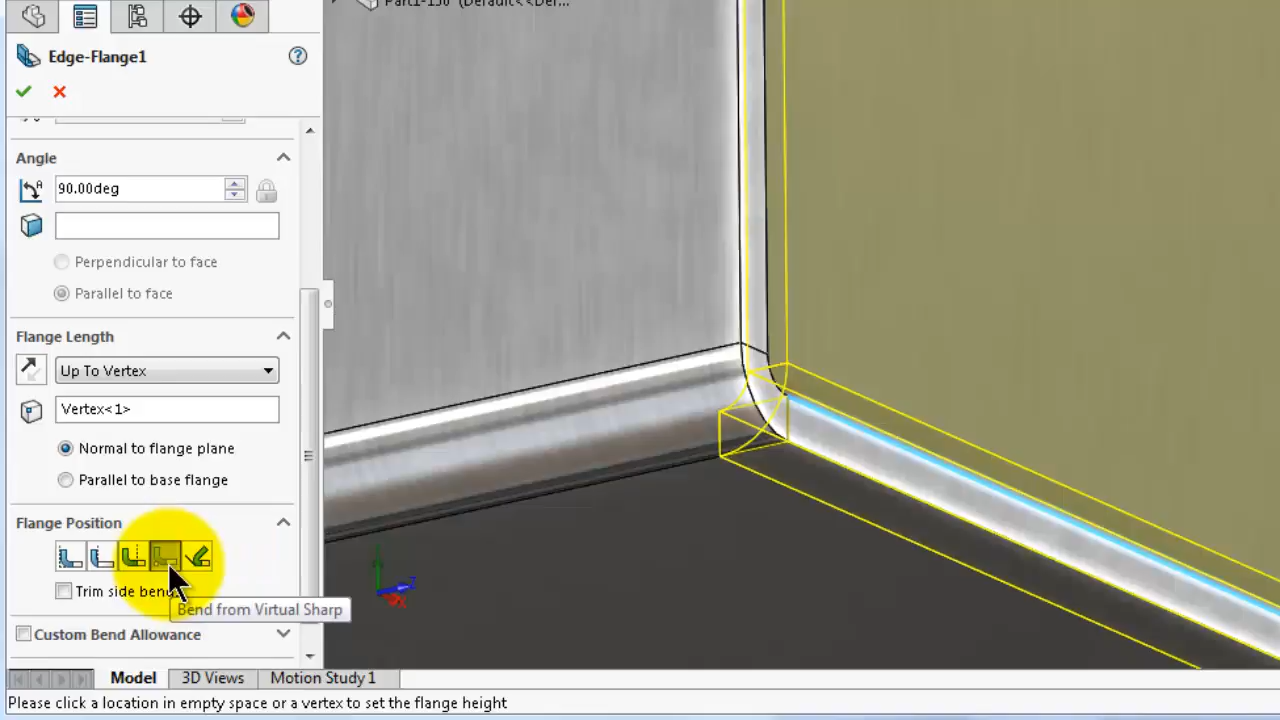 Part1-150 (Default<<Def...
Edge-Flange1
Angle
90.00deg
Perpendicular to face
Parallel to face
Flange Length
Up To Vertex
Vertex<1>
Normal to flange plane
Parallel to base flange
Flange Position
Trim side bend
Bend from Virtual Sharp
Custom Bend Allowance
Model
3D Views
Motion Study 1
Please click a location in empty space or a vertex to set the flange height